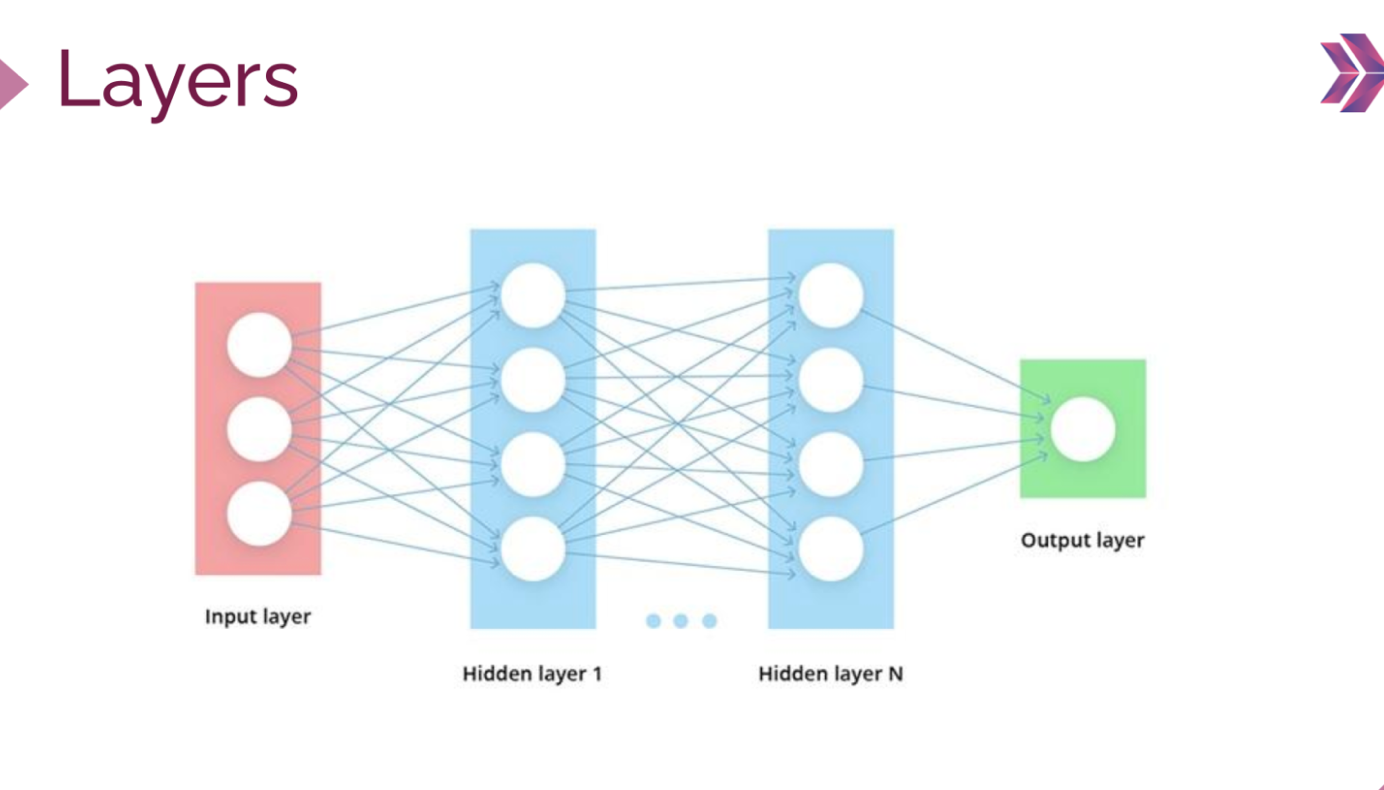 Layers
Input layer
Hidden layer 1
Hidden layer N
Output layer